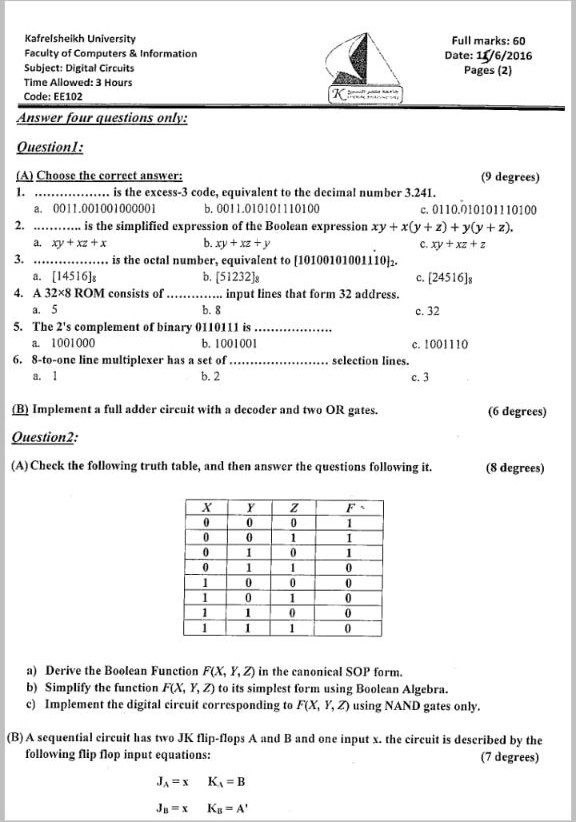 Kafrelsheikh University
Faculty of Computers & Information
Subject: Digital Circuits
Time Allowed: 3 Hours
Code: EE102
Full marks: 60
Date: /6/2016
Pages (2)
K
Answer four questions only:
Question1:
(A) Choose the correct answer: (9 degrees)
1. .................. is the excess-3 code, equivalent to the decimal number 3.241.
a. 0011.001001000001 b. 0011.010101110100 c. 0110.010101110100
2. ............ is the simplified expression of the Boolean expression xy + x(y + z) + y(y + z).
a. xy + xz + x b. xy + xz + y c. xy + xz + z
3. .................. is the octal number, equivalent to [10100101001110]₂.
a. [14516]₈ b. [51232]₈ c. [24516]₈
4. A 32×8 ROM consists of ............. input lines that form 32 address.
a. 5 b. 8 c. 32
5. The 2's complement of binary 0110111 is ..................
a. 1001000 b. 1001001 c. 1001110
6. 8-to-one line multiplexer has a set of ....................... selection lines.
a. 1 b. 2 c. 3
(B) Implement a full adder circuit with a decoder and two OR gates. (6 degrees)
Question2:
(A) Check the following truth table, and then answer the questions following it. (8 degrees)
X Y Z F
0 0 0 1
0 0 1 1
0 1 0 1
0 1 1 0
1 0 0 0
1 0 1 0
1 1 0 0
1 1 1 0
a) Derive the Boolean Function F(X, Y, Z) in the canonical SOP form.
b) Simplify the function F(X, Y, Z) to its simplest form using Boolean Algebra.
c) Implement the digital circuit corresponding to F(X, Y, Z) using NAND gates only.
(B) A sequential circuit has two JK flip-flops A and B and one input x. the circuit is described by the
following flip flop input equations: (7 degrees)
J_A = x K_A = B
J_B = x K_B = A'